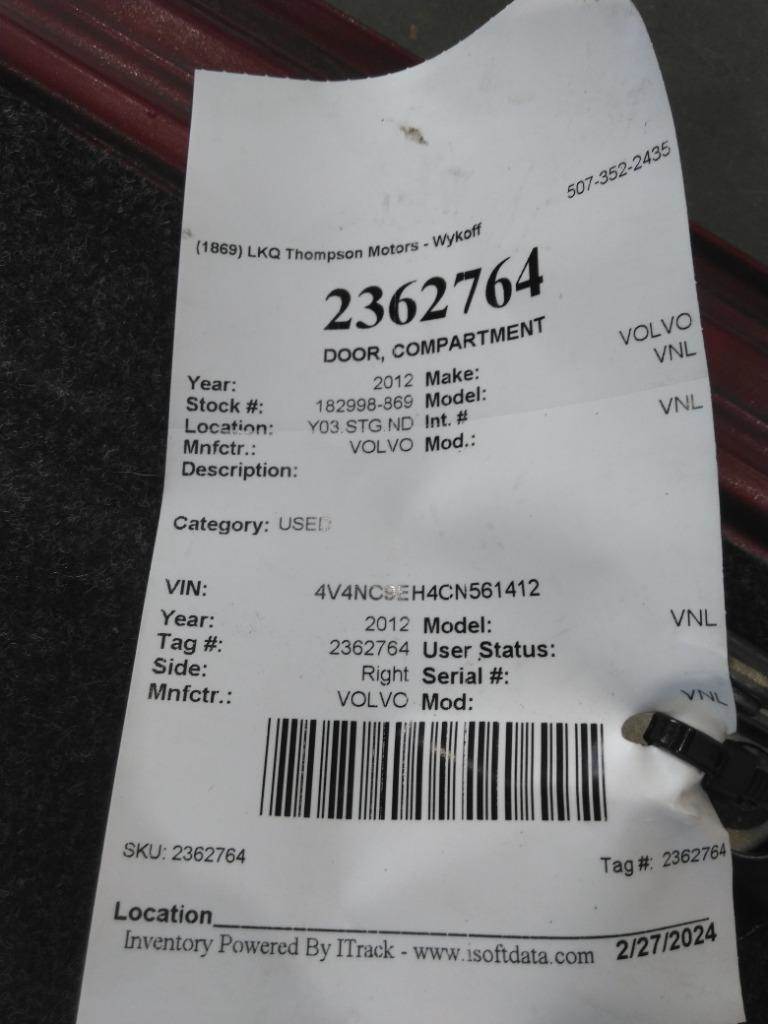 507-352-2435
(1869) LKQ Thompson Motors - Wykoff
2362764
DOOR, COMPARTMENT
Year: 2012 Make: VOLVO
Stock #: 182998-869 Model: VNL
Location: Y03.STG.ND Int. #
Mnfctr.: VOLVO Mod.: VNL
Description:
Category: USED
VIN: 4V4NC9EH4CN561412
Year: 2012 Model: VNL
Tag #: 2362764 User Status:
Side: Right Serial #:
Mnfctr.: VOLVO Mod: VNL
SKU: 2362764 Tag #: 2362764
Location
Inventory Powered By ITrack - www.isoftdata.com 2/27/2024